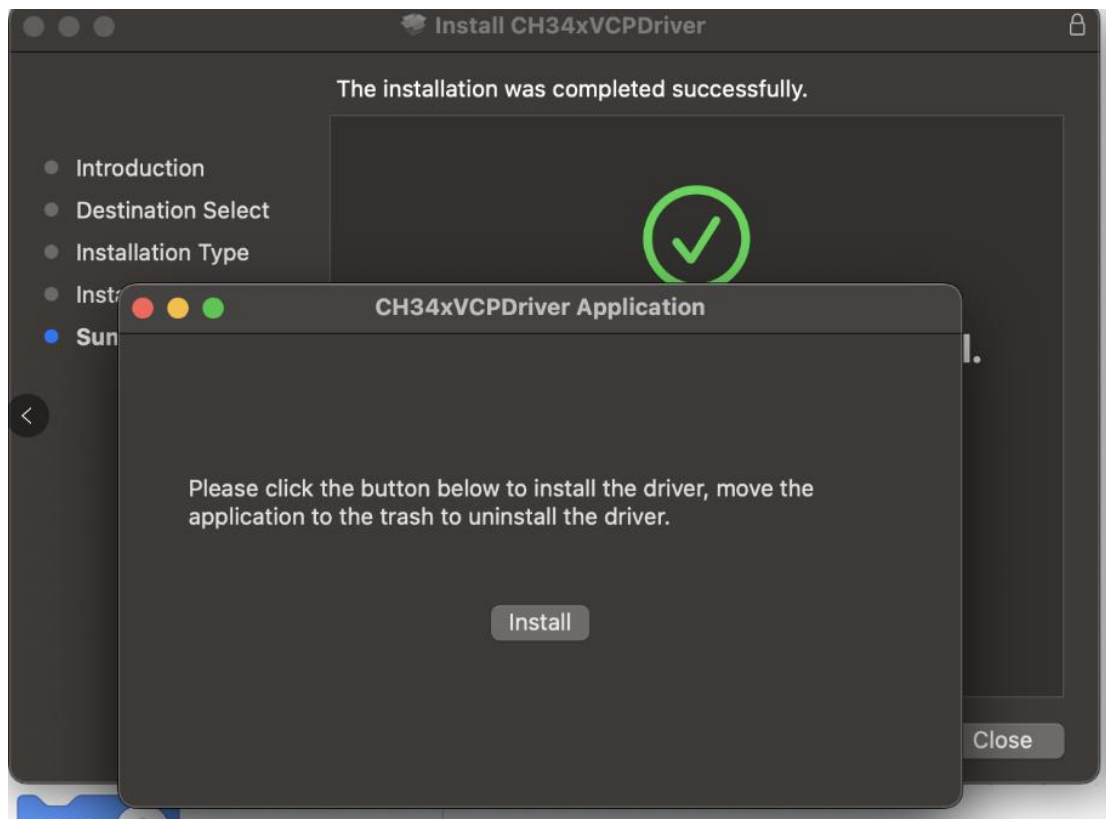 Install CH34xVCPDriver
The installation was completed successfully.
Introduction
Destination Select
Installation Type
CH34xVCPDriver Application
Please click the button below to install the driver, move the
application to the trash to uninstall the driver.
Install
Close